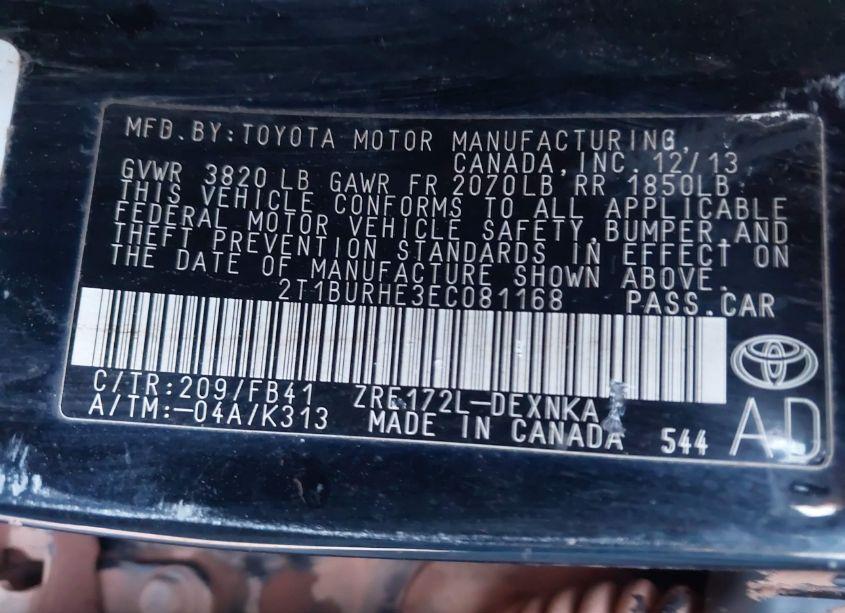 MFD.BY:TOYOTA MOTOR MANUFACTURING,
CANADA,INC. 12/13
GVWR 3820 LB GAWR FR 2070LB RR 1850LB
THIS VEHICLE CONFORMS TO ALL APPLICABLE
FEDERAL MOTOR VEHICLE SAFETY,BUMPER,AND
THEFT PREVENTION STANDARDS IN EFFECT ON
THE DATE OF MANUFACTURE SHOWN ABOVE.
2T1BURHE3EC081168 PASS.CAR
C/TR:209/FB41 ZRE172L-DEXNKA
A/TM:-04A/K313 MADE IN CANADA 544 AD